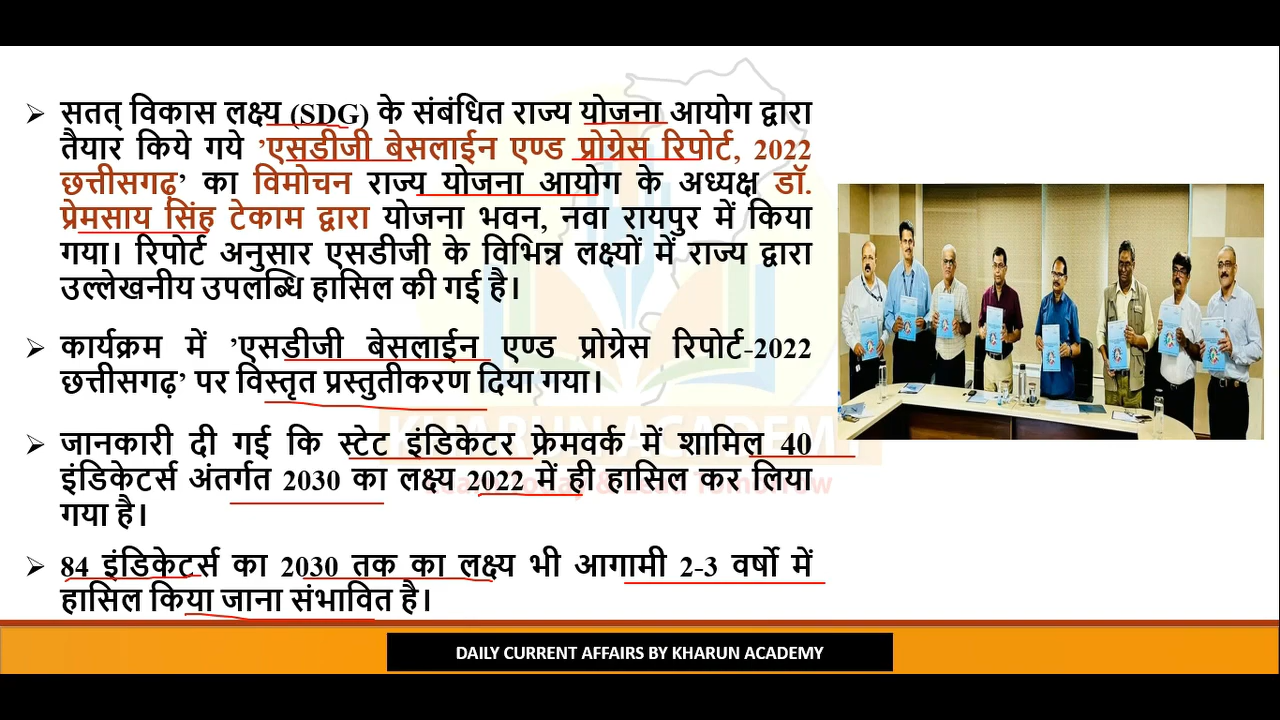 ➢ सतत् विकास लक्ष्य (SDG) के संबंधित राज्य योजना आयोग द्वारा
तैयार किये गये ’एसडीजी बेसलाईन एण्ड प्रोग्रेस रिपोर्ट, 2022
छत्तीसगढ़’ का विमोचन राज्य योजना आयोग के अध्यक्ष डॉ.
प्रेमसाय सिंह टेकाम द्वारा योजना भवन, नवा रायपुर में किया
गया। रिपोर्ट अनुसार एसडीजी के विभिन्न लक्ष्यों में राज्य द्वारा
उल्लेखनीय उपलब्धि हासिल की गई है।
➢ कार्यक्रम में ’एसडीजी बेसलाईन एण्ड प्रोग्रेस रिपोर्ट-2022
छत्तीसगढ़’ पर विस्तृत प्रस्तुतीकरण दिया गया।
➢ जानकारी दी गई कि स्टेट इंडिकेटर फ्रेमवर्क में शामिल 40
इंडिकेटर्स अंतर्गत 2030 का लक्ष्य 2022 में ही हासिल कर लिया
गया है।
➢ 84 इंडिकेटर्स का 2030 तक का लक्ष्य भी आगामी 2-3 वर्षो में
हासिल किया जाना संभावित है।
KHARUN ACADEMY
DAILY CURRENT AFFAIRS BY KHARUN ACADEMY